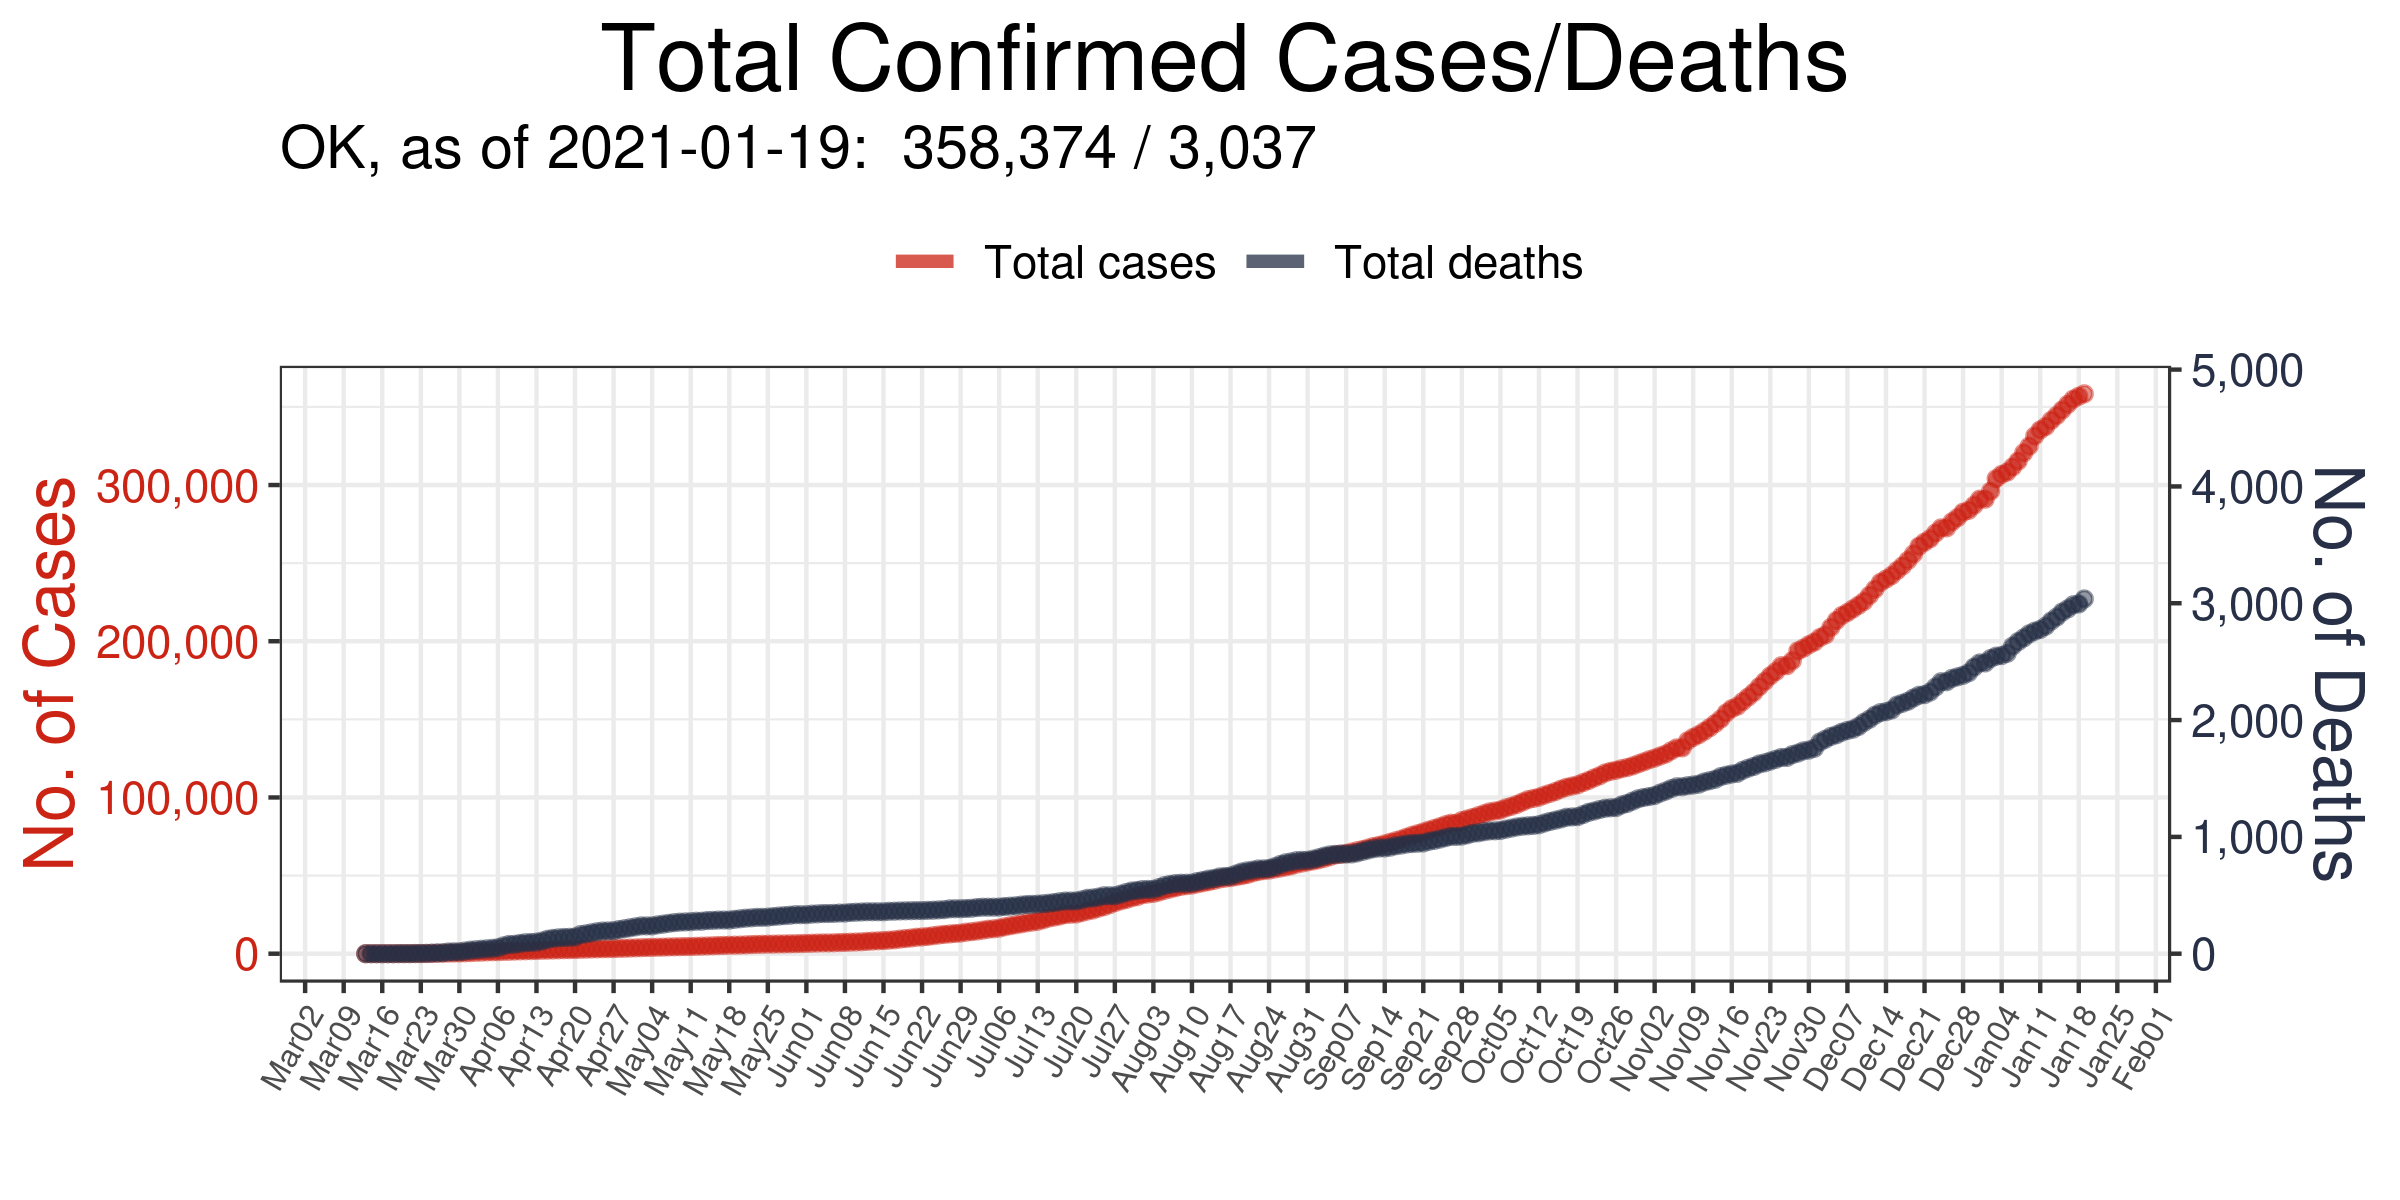 Total Confirmed Cases/Deaths
OK, as of 2021-01-19:  358,374 / 3,037
Total cases
Total deaths
No. of Cases
300,000
200,000
100,000
0
5,000
4,000
3,000
2,000
1,000
0
No. of Deaths
Mar02
Mar09
Mar16
Mar23
Mar30
Apr06
Apr13
Apr20
Apr27
May04
May11
May18
May25
Jun01
Jun08
Jun15
Jun22
Jun29
Jul06
Jul13
Jul20
Jul27
Aug03
Aug10
Aug17
Aug24
Aug31
Sep07
Sep14
Sep21
Sep28
Oct05
Oct12
Oct19
Oct26
Nov02
Nov09
Nov16
Nov23
Nov30
Dec07
Dec14
Dec21
Dec28
Jan04
Jan11
Jan18
Jan25
Feb01